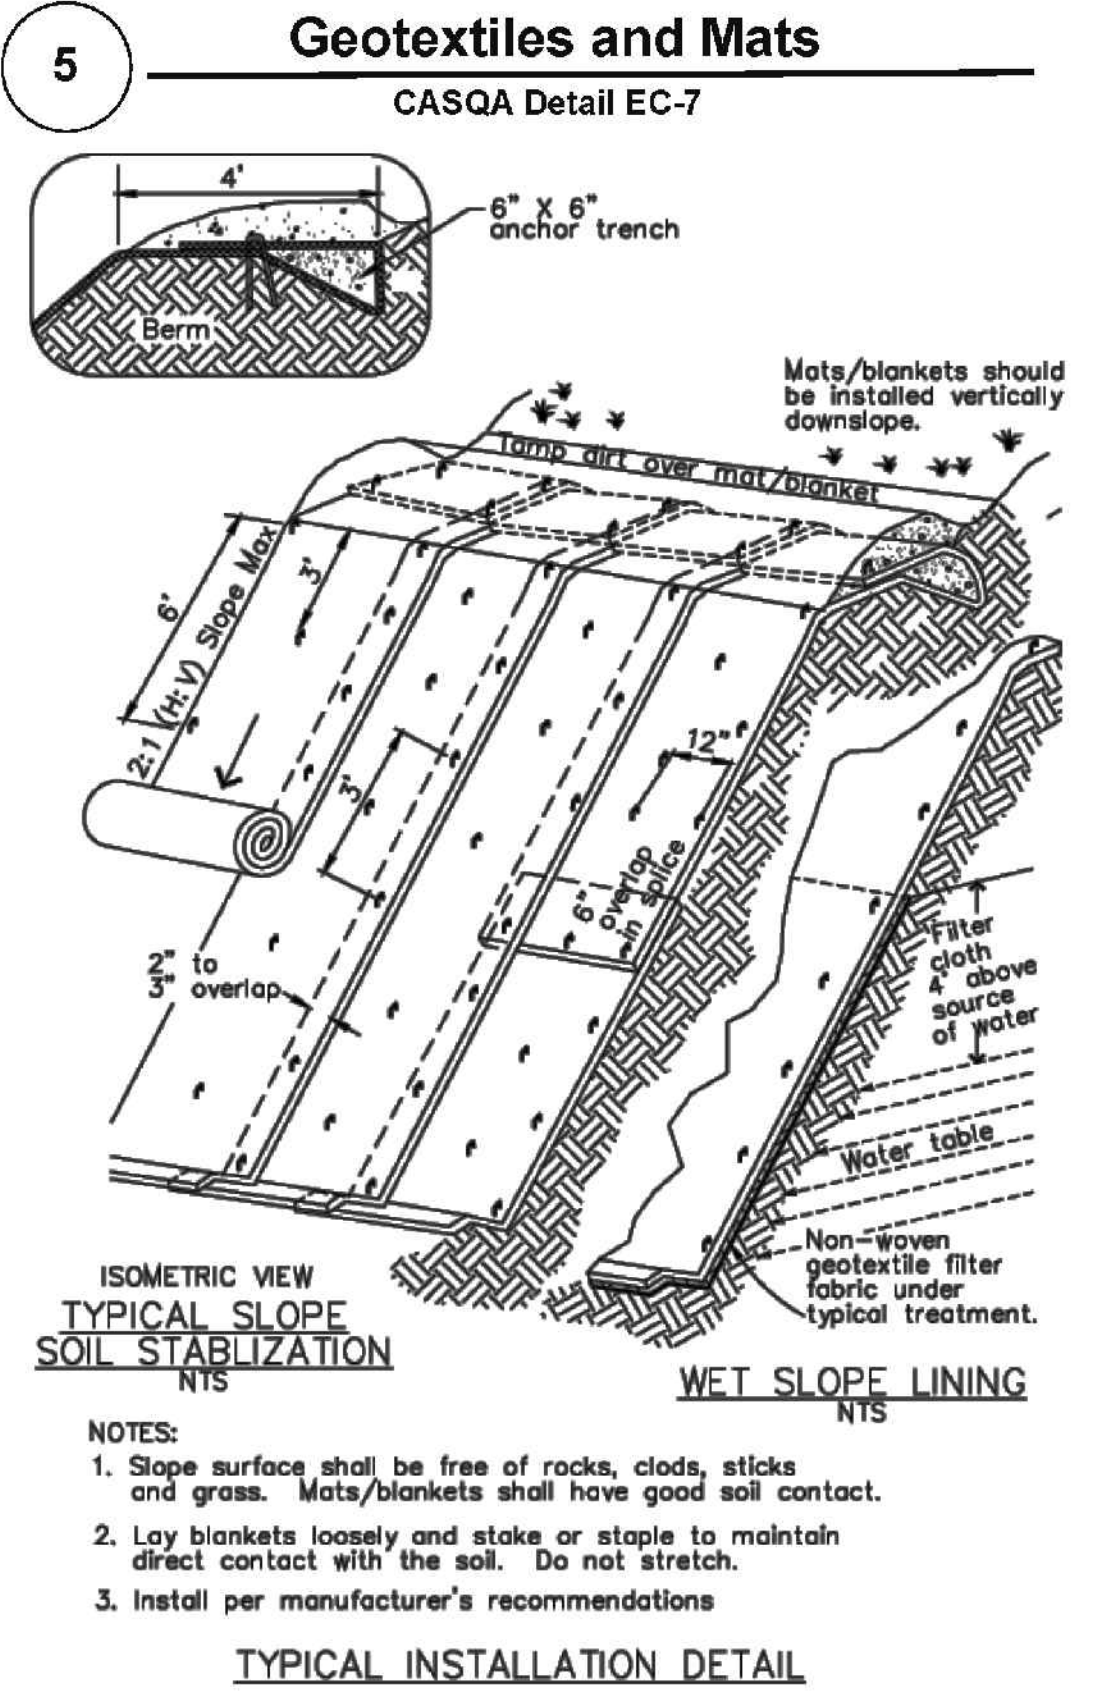 5
Geotextiles and Mats
CASQA Detail EC-7
4'
6" X 6"
anchor trench
Berm
Mats/blankets should
be installed vertically
downslope.
Tamp dirt over mat/blanket
6'
2:1 (H:V) Slope Max
3'
12"
3'
6"
overlap
in splice
2" to
3" overlap
Filter
cloth
4' above
source
of water
Water table
Non-woven
geotextile filter
fabric under
typical treatment.
ISOMETRIC VIEW
TYPICAL SLOPE
SOIL STABLIZATION
NTS
WET SLOPE LINING
NTS
NOTES:
1. Slope surface shall be free of rocks, clods, sticks
and grass. Mats/blankets shall have good soil contact.
2. Lay blankets loosely and stake or staple to maintain
direct contact with the soil. Do not stretch.
3. Install per manufacturer's recommendations
TYPICAL INSTALLATION DETAIL